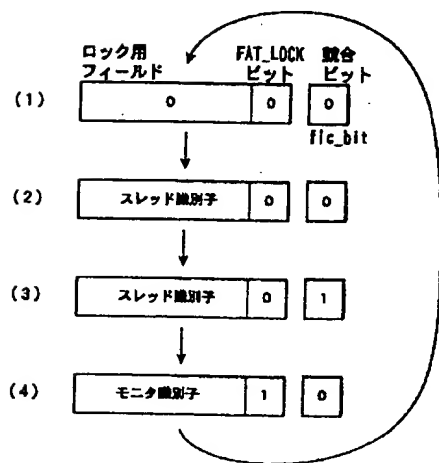 ロック用 FAT_LOCK 競合
フィールド ビット ビット
(1) 0 0 0
flc_bit
(2) スレッド識別子 0 0
(3) スレッド識別子 0 1
(4) モニタ識別子 1 0